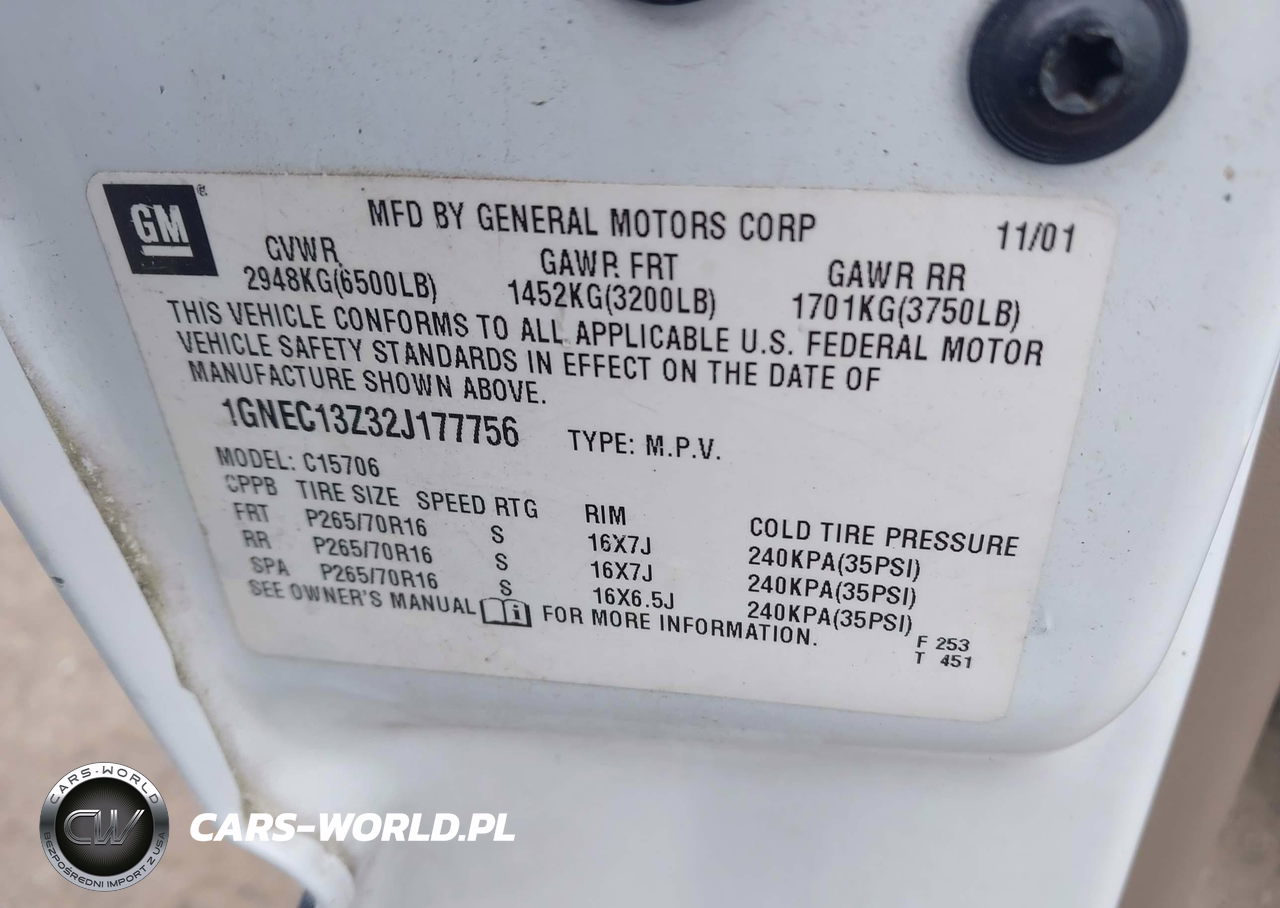 GM
MFD BY GENERAL MOTORS CORP 11/01
GVWR GAWR FRT GAWR RR
2948KG(6500LB) 1452KG(3200LB) 1701KG(3750LB)
THIS VEHICLE CONFORMS TO ALL APPLICABLE U.S. FEDERAL MOTOR
VEHICLE SAFETY STANDARDS IN EFFECT ON THE DATE OF
MANUFACTURE SHOWN ABOVE.
1GNEC13Z32J177756 TYPE: M.P.V.
MODEL: C15706
CPPB TIRE SIZE SPEED RTG RIM COLD TIRE PRESSURE
FRT P265/70R16 S 16X7J 240KPA(35PSI)
RR P265/70R16 S 16X7J 240KPA(35PSI)
SPA P265/70R16 S 16X6.5J 240KPA(35PSI)
SEE OWNER'S MANUAL FOR MORE INFORMATION.
F 253
T 451
CARS-WORLD
CW
BEZPOŚREDNI IMPORT Z USA
CARS-WORLD.PL